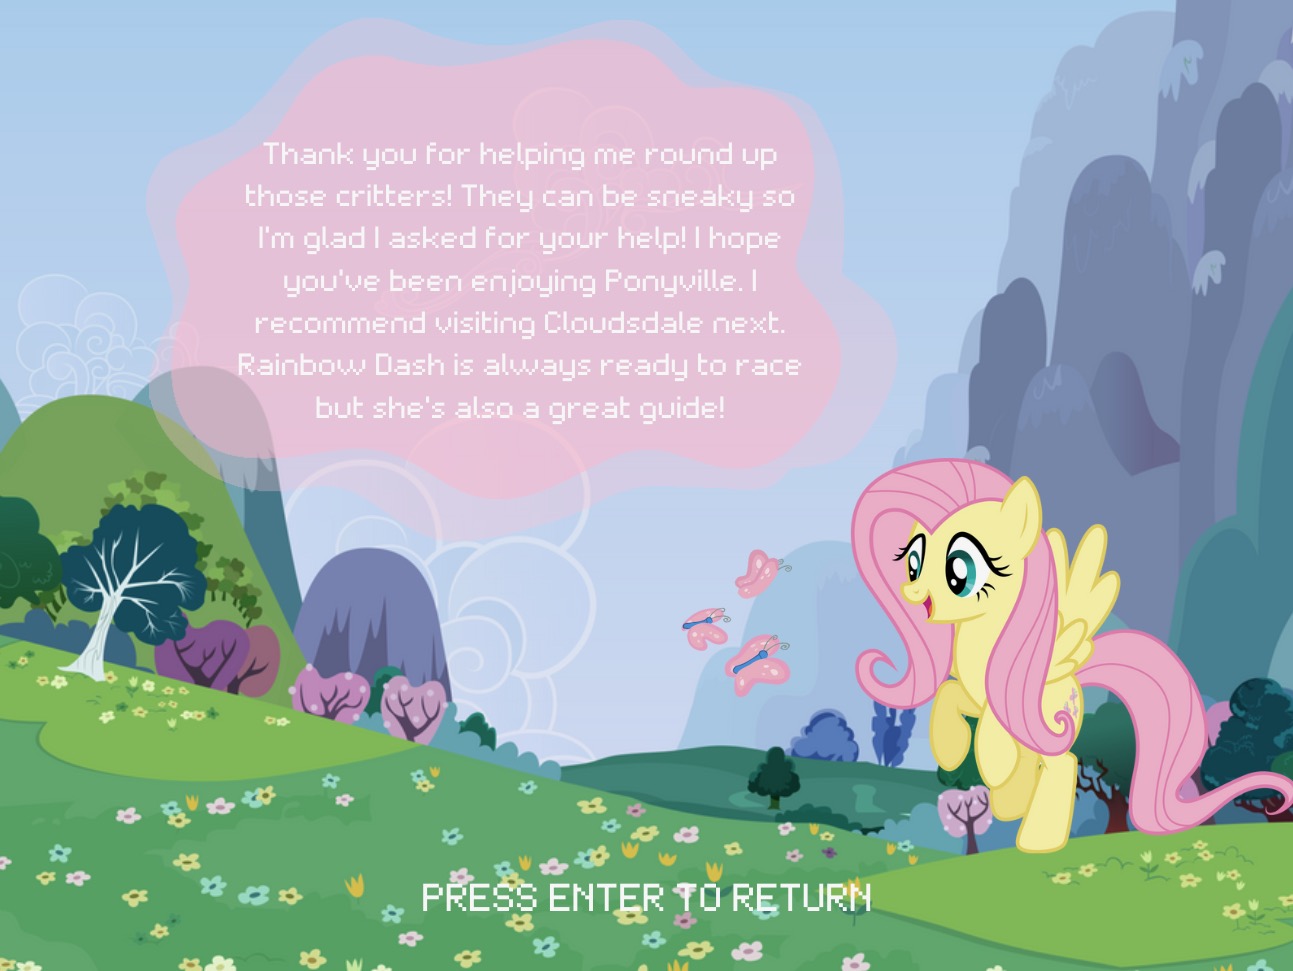 Thank you for helping me round up
those critters! They can be sneaky so
I'm glad I asked for your help! I hope
you've been enjoying Ponyville. I
recommend visiting Cloudsdale next.
Rainbow Dash is always ready to race
but she's also a great guide!
PRESS ENTER TO RETURN